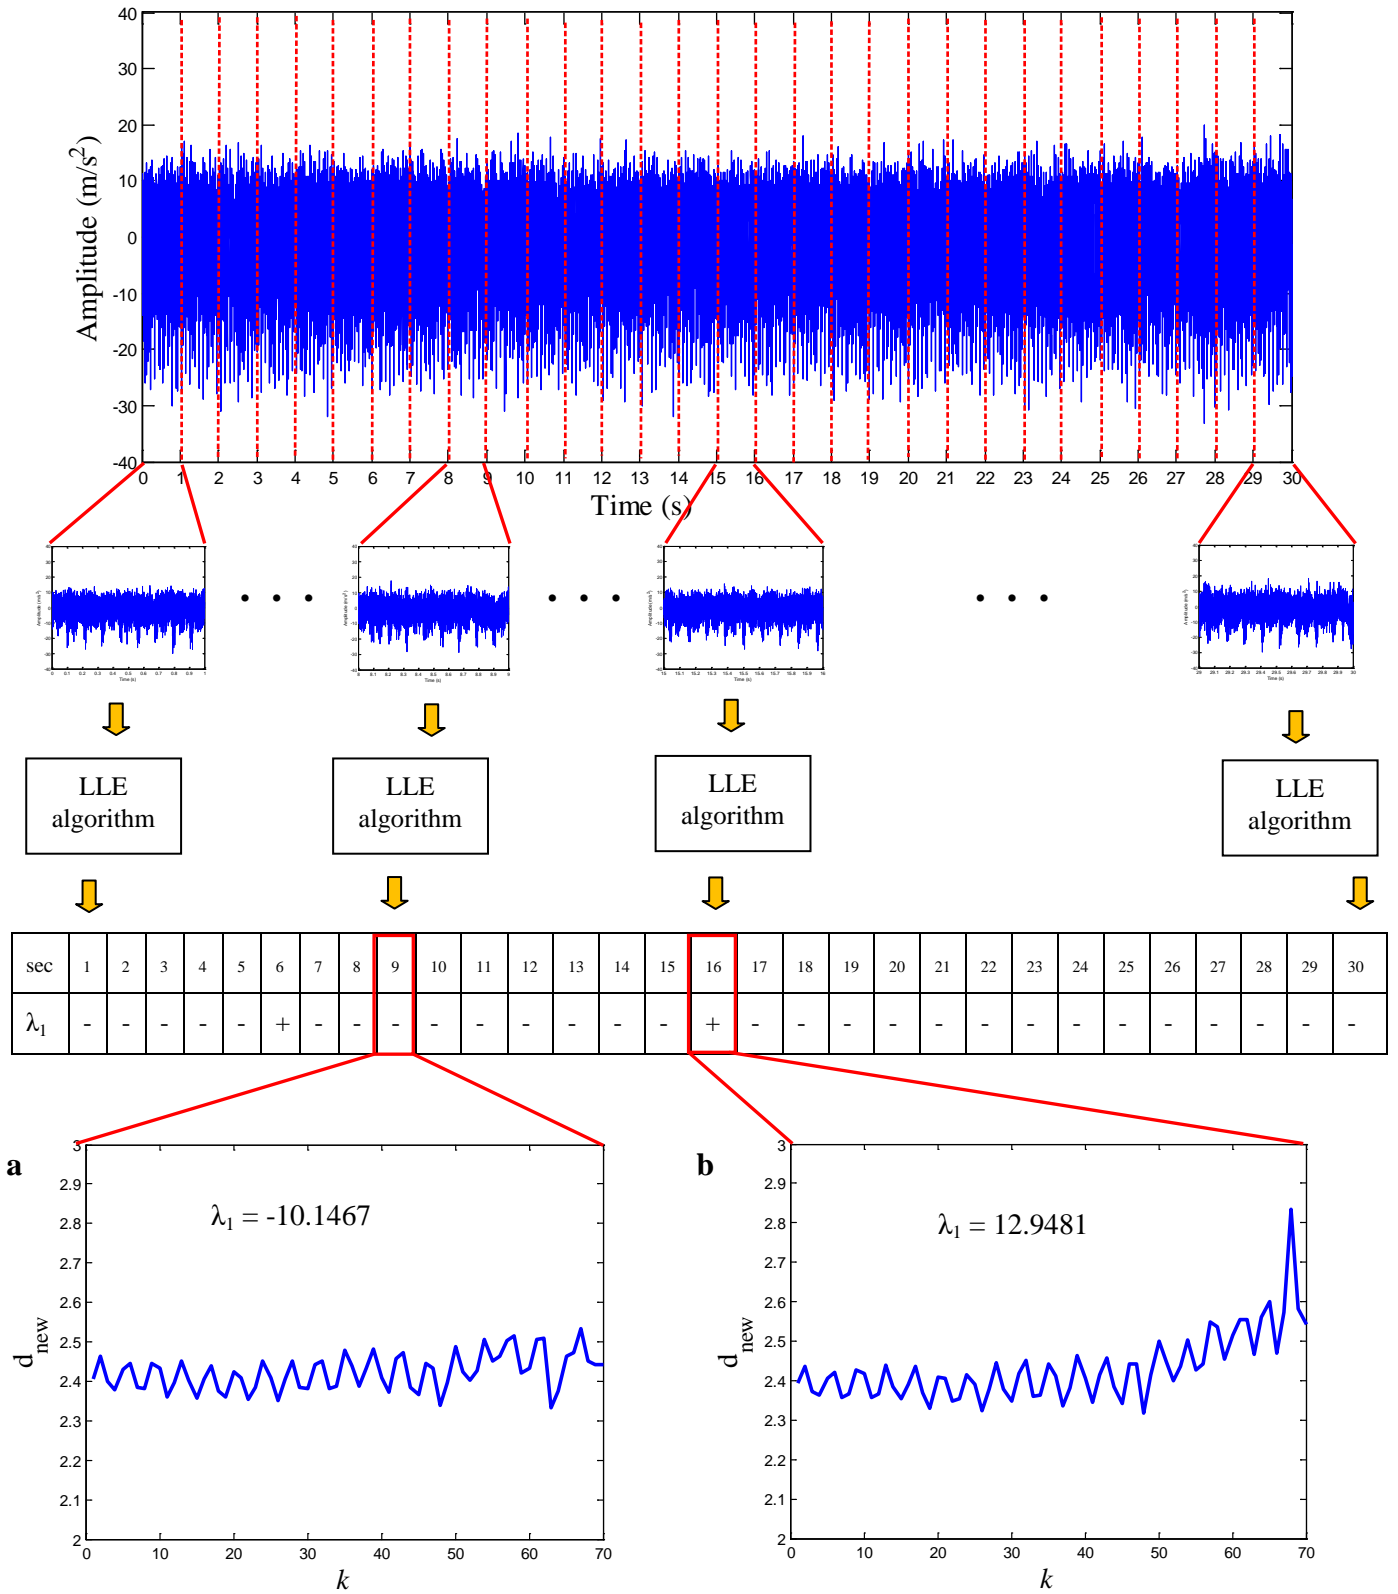 40
30
20
10
0
-10
-20
-30
-40
Amplitude (m/s²)
0 1 2 3 4 5 6 7 8 9 10 11 12 13 14 15 16 17 18 19 20 21 22 23 24 25 26 27 28 29 30
Time (s)
LLE algorithm
LLE algorithm
LLE algorithm
LLE algorithm
sec 1 2 3 4 5 6 7 8 9 10 11 12 13 14 15 16 17 18 19 20 21 22 23 24 25 26 27 28 29 30
λ₁ - - - - - + - - - - - - - - - + - - - - - - - - - - - - - -
a
λ₁ = -10.1467
3
2.9
2.8
2.7
2.6
2.5
2.4
2.3
2.2
2.1
2
d_new
0 10 20 30 40 50 60 70
k
b
λ₁ = 12.9481
3
2.9
2.8
2.7
2.6
2.5
2.4
2.3
2.2
2.1
2
d_new
0 10 20 30 40 50 60 70
k